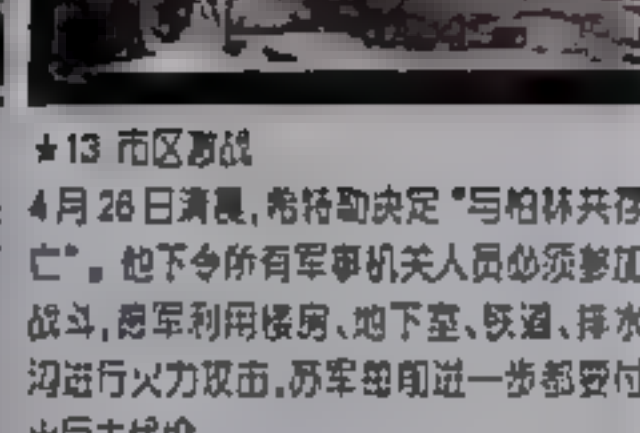 ★13 市区激战
4月26日清晨,希特勒决定“与柏林共存
亡”。他下令所有军事机关人员必须参加
战斗,德军利用楼房、地下室、铁道、排水
沟进行火力攻击.苏军每前进一步都要付